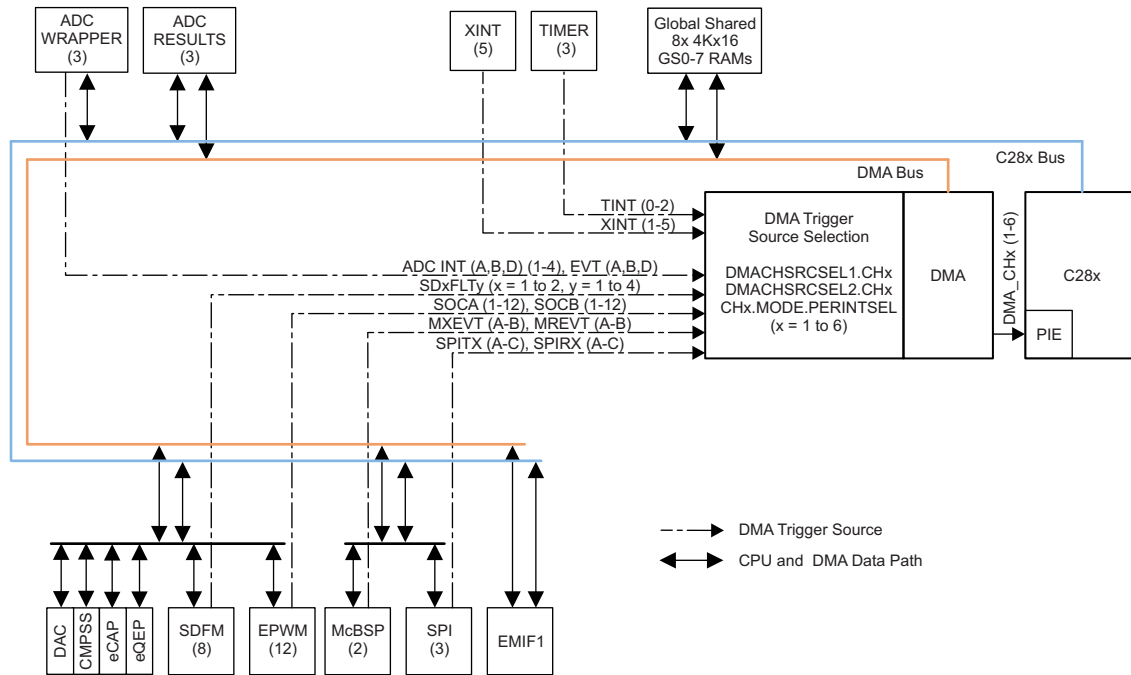 ADC
WRAPPER
(3)
ADC
RESULTS
(3)
XINT
(5)
TIMER
(3)
Global Shared
8x 4Kx16
GS0-7 RAMs
C28x Bus
DMA Bus
TINT (0-2)
XINT (1-5)
ADC INT (A,B,D) (1-4), EVT (A,B,D)
SDxFLTy (x = 1 to 2, y = 1 to 4)
SOCA (1-12), SOCB (1-12)
MXEVT (A-B), MREVT (A-B)
SPITX (A-C), SPIRX (A-C)
DMA Trigger
Source Selection
DMACHSRCSEL1.CHx
DMACHSRCSEL2.CHx
CHx.MODE.PERINTSEL
(x = 1 to 6)
DMA
DMA_CHx (1-6)
C28x
PIE
DMA Trigger Source
CPU and DMA Data Path
DAC
CMPSS
eCAP
eQEP
SDFM
(8)
EPWM
(12)
McBSP
(2)
SPI
(3)
EMIF1